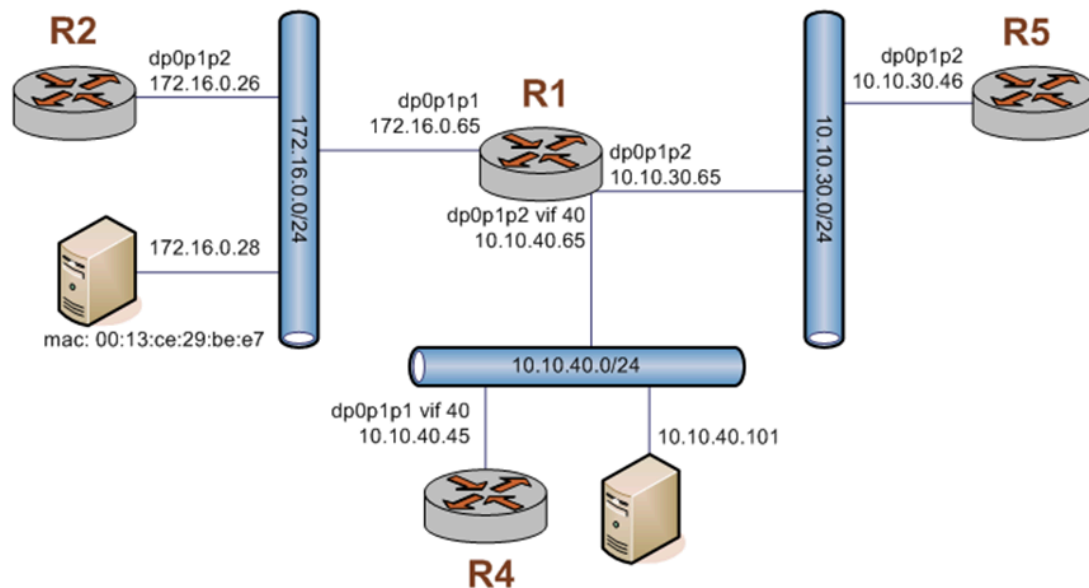 R2
dp0p1p2
172.16.0.26
172.16.0.0/24
172.16.0.28
mac: 00:13:ce:29:be:e7
R1
dp0p1p1
172.16.0.65
dp0p1p2
10.10.30.65
dp0p1p2 vif 40
10.10.40.65
R5
dp0p1p2
10.10.30.46
10.10.30.0/24
10.10.40.0/24
dp0p1p1 vif 40
10.10.40.45
10.10.40.101
R4